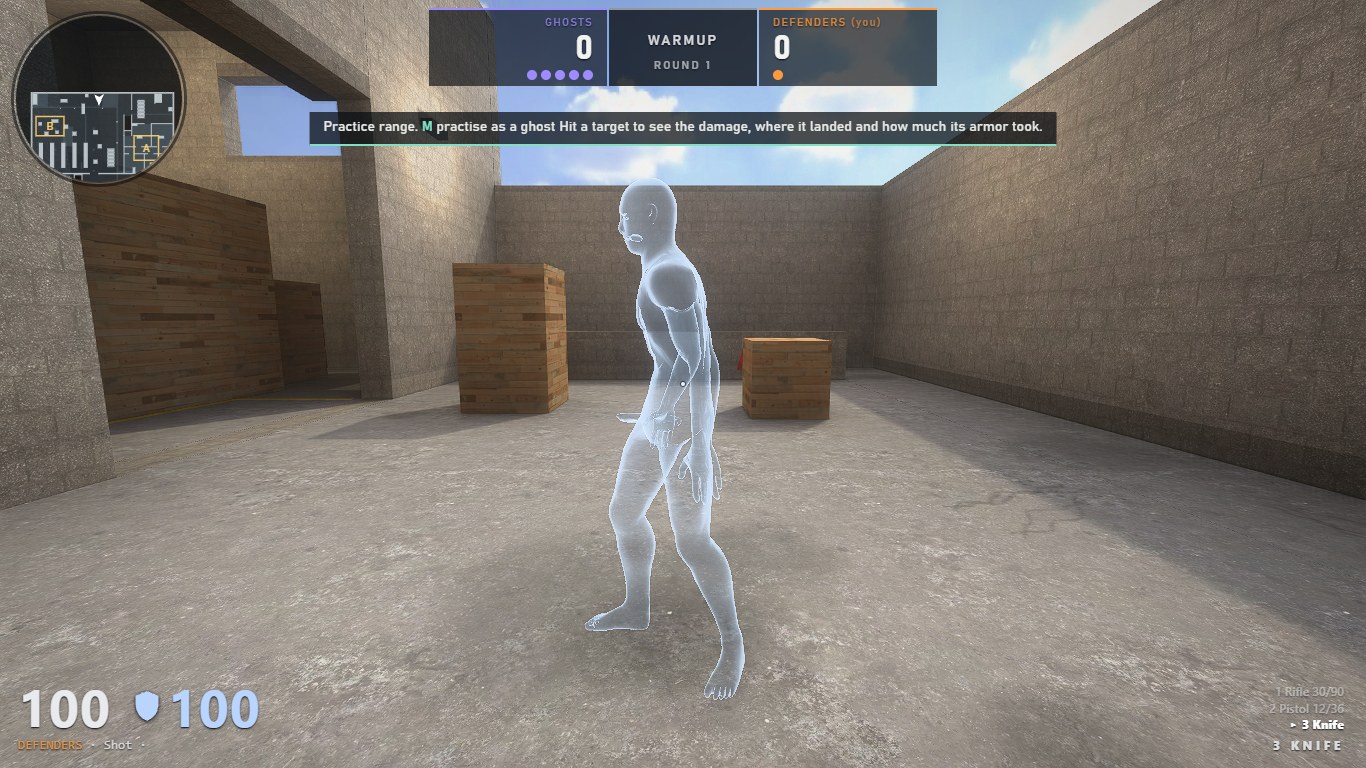 GHOSTS
0
WARMUP
ROUND 1
DEFENDERS (you)
0
B
A
Practice range. M practise as a ghost Hit a target to see the damage, where it landed and how much its armor took.
100 100
DEFENDERS · Shot ·
1 Rifle 30/90
2 Pistol 12/36
▸ 3 Knife
3 KNIFE